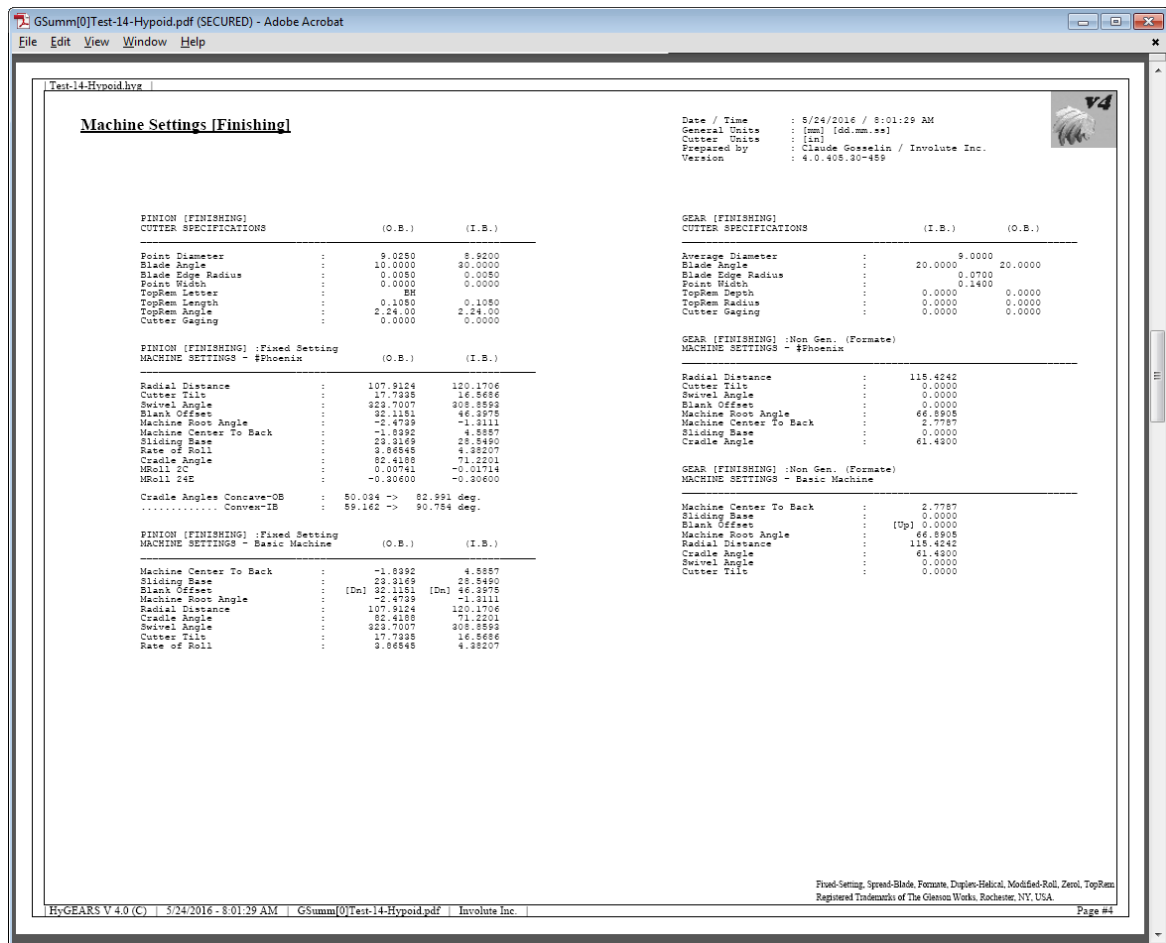 GSumm[0]Test-14-Hypoid.pdf (SECURED) - Adobe Acrobat
File Edit View Window Help
Test-14-Hypoid.hyg
V4
Machine Settings [Finishing]
Date / Time : 5/24/2016 / 8:01:29 AM
General Units : [mm] [dd.mm.ss]
Cutter Units : [in]
Prepared by : Claude Gosselin / Involute Inc.
Version : 4.0.405.30-459
PINION [FINISHING]
CUTTER SPECIFICATIONS (O.B.) (I.B.)
Point Diameter : 9.0250 8.9200
Blade Angle : 10.0000 30.0000
Blade Edge Radius : 0.0050 0.0050
Point Width : 0.0000 0.0000
TopRem Letter : BH
TopRem Length : 0.1050 0.1050
TopRem Angle : 2.24.00 2.24.00
Cutter Gaging : 0.0000 0.0000
PINION [FINISHING] :Fixed Setting
MACHINE SETTINGS - #Phoenix (O.B.) (I.B.)
Radial Distance : 107.9124 120.1706
Cutter Tilt : 17.7335 16.5686
Swivel Angle : 323.7007 308.8593
Blank Offset : 32.1151 46.3975
Machine Root Angle : -2.4739 -1.3111
Machine Center To Back : -1.8392 4.5857
Sliding Base : 23.3169 28.5490
Rate of Roll : 3.86545 4.38207
Cradle Angle : 82.4188 71.2201
MRoll 2C : 0.00741 -0.01714
MRoll 24E : -0.30600 -0.30600
Cradle Angles Concave-OB : 50.034 -> 82.991 deg.
............. Convex-IB : 59.162 -> 90.754 deg.
PINION [FINISHING] :Fixed Setting
MACHINE SETTINGS - Basic Machine (O.B.) (I.B.)
Machine Center To Back : -1.8392 4.5857
Sliding Base : 23.3169 28.5490
Blank Offset : [Dn] 32.1151 [Dn] 46.3975
Machine Root Angle : -2.4739 -1.3111
Radial Distance : 107.9124 120.1706
Cradle Angle : 82.4188 71.2201
Swivel Angle : 323.7007 308.8593
Cutter Tilt : 17.7335 16.5686
Rate of Roll : 3.86545 4.38207
GEAR [FINISHING]
CUTTER SPECIFICATIONS (I.B.) (O.B.)
Average Diameter : 9.0000
Blade Angle : 20.0000 20.0000
Blade Edge Radius : 0.0700
Point Width : 0.1400
TopRem Depth : 0.0000 0.0000
TopRem Radius : 0.0000 0.0000
Cutter Gaging : 0.0000 0.0000
GEAR [FINISHING] :Non Gen. (Formate)
MACHINE SETTINGS - #Phoenix
Radial Distance : 115.4242
Cutter Tilt : 0.0000
Swivel Angle : 0.0000
Blank Offset : 0.0000
Machine Root Angle : 66.8905
Machine Center To Back : 2.7787
Sliding Base : 0.0000
Cradle Angle : 61.4300
GEAR [FINISHING] :Non Gen. (Formate)
MACHINE SETTINGS - Basic Machine
Machine Center To Back : 2.7787
Sliding Base : 0.0000
Blank Offset : [Up] 0.0000
Machine Root Angle : 66.8905
Radial Distance : 115.4242
Cradle Angle : 61.4300
Swivel Angle : 0.0000
Cutter Tilt : 0.0000
Fixed-Setting, Spread-Blade, Formate, Duplex-Helical, Modified-Roll, Zerol, TopRem
Registered Trademarks of The Gleason Works, Rochester, NY, USA.
HyGEARS V 4.0 (C) | 5/24/2016 - 8:01:29 AM | GSumm[0]Test-14-Hypoid.pdf | Involute Inc. | Page #4